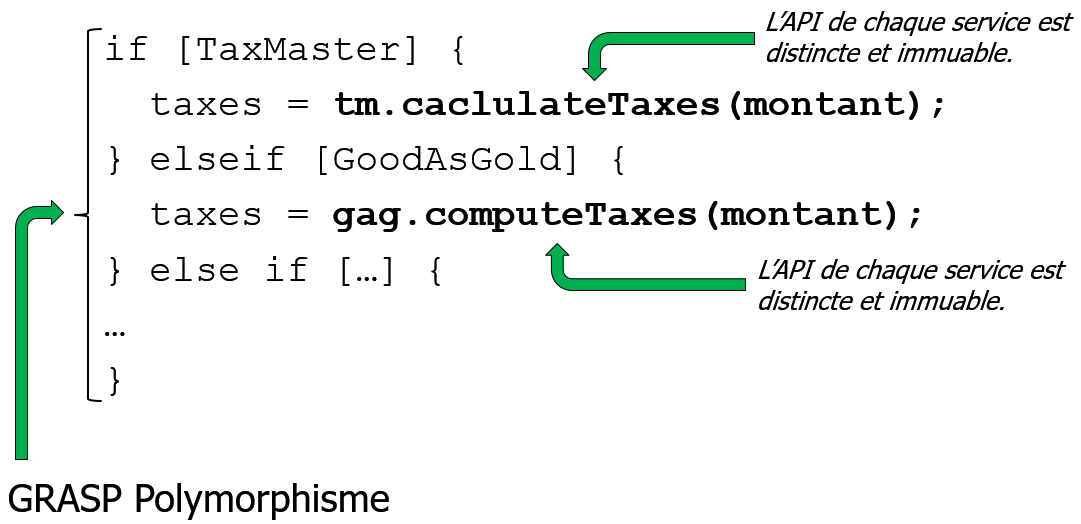 L'API de chaque service est
distincte et immuable.
if [TaxMaster] {
taxes = tm.caclulateTaxes(montant);
} elseif [GoodAsGold] {
taxes = gag.computeTaxes(montant);
} else if […] {
L'API de chaque service est
distincte et immuable.
…
}
GRASP Polymorphisme